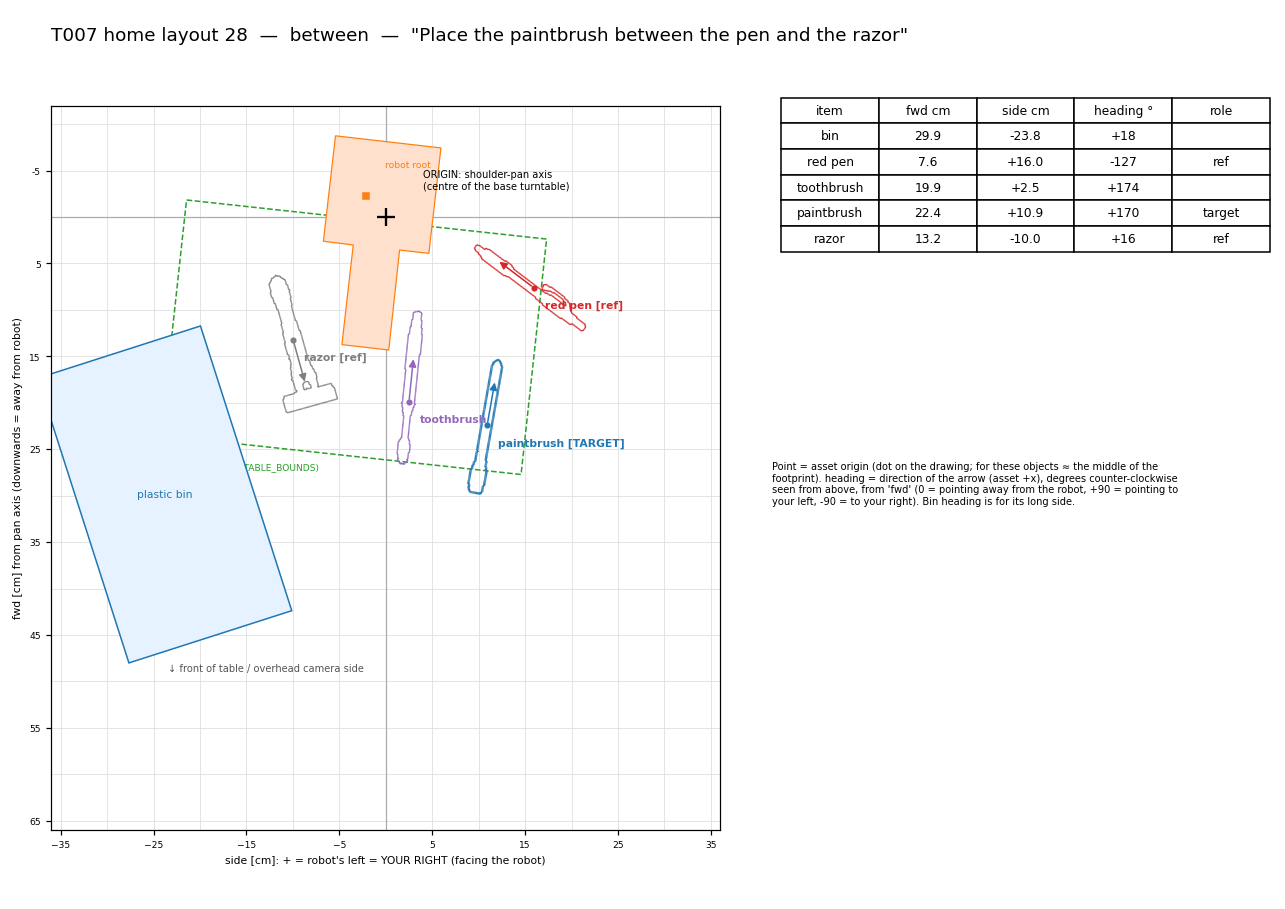 T007 home layout 28 — between — "Place the paintbrush between the pen and the razor"
item fwd cm side cm heading ° role
bin 29.9 -23.8 +18
red pen 7.6 +16.0 -127 ref
toothbrush 19.9 +2.5 +174
paintbrush 22.4 +10.9 +170 target
razor 13.2 -10.0 +16 ref
robot root
ORIGIN: shoulder-pan axis
(centre of the base turntable)
red pen [ref]
razor [ref]
toothbrush
paintbrush [TARGET]
TABLE_BOUNDS)
plastic bin
↓ front of table / overhead camera side
-5
5
15
25
35
45
55
65
−35 −25 −15 −5 5 15 25 35
fwd [cm] from pan axis (downwards = away from robot)
side [cm]: + = robot's left = YOUR RIGHT (facing the robot)
Point = asset origin (dot on the drawing; for these objects ≈ the middle of the
footprint). heading = direction of the arrow (asset +x), degrees counter-clockwise
seen from above, from 'fwd' (0 = pointing away from the robot, +90 = pointing to
your left, -90 = to your right). Bin heading is for its long side.